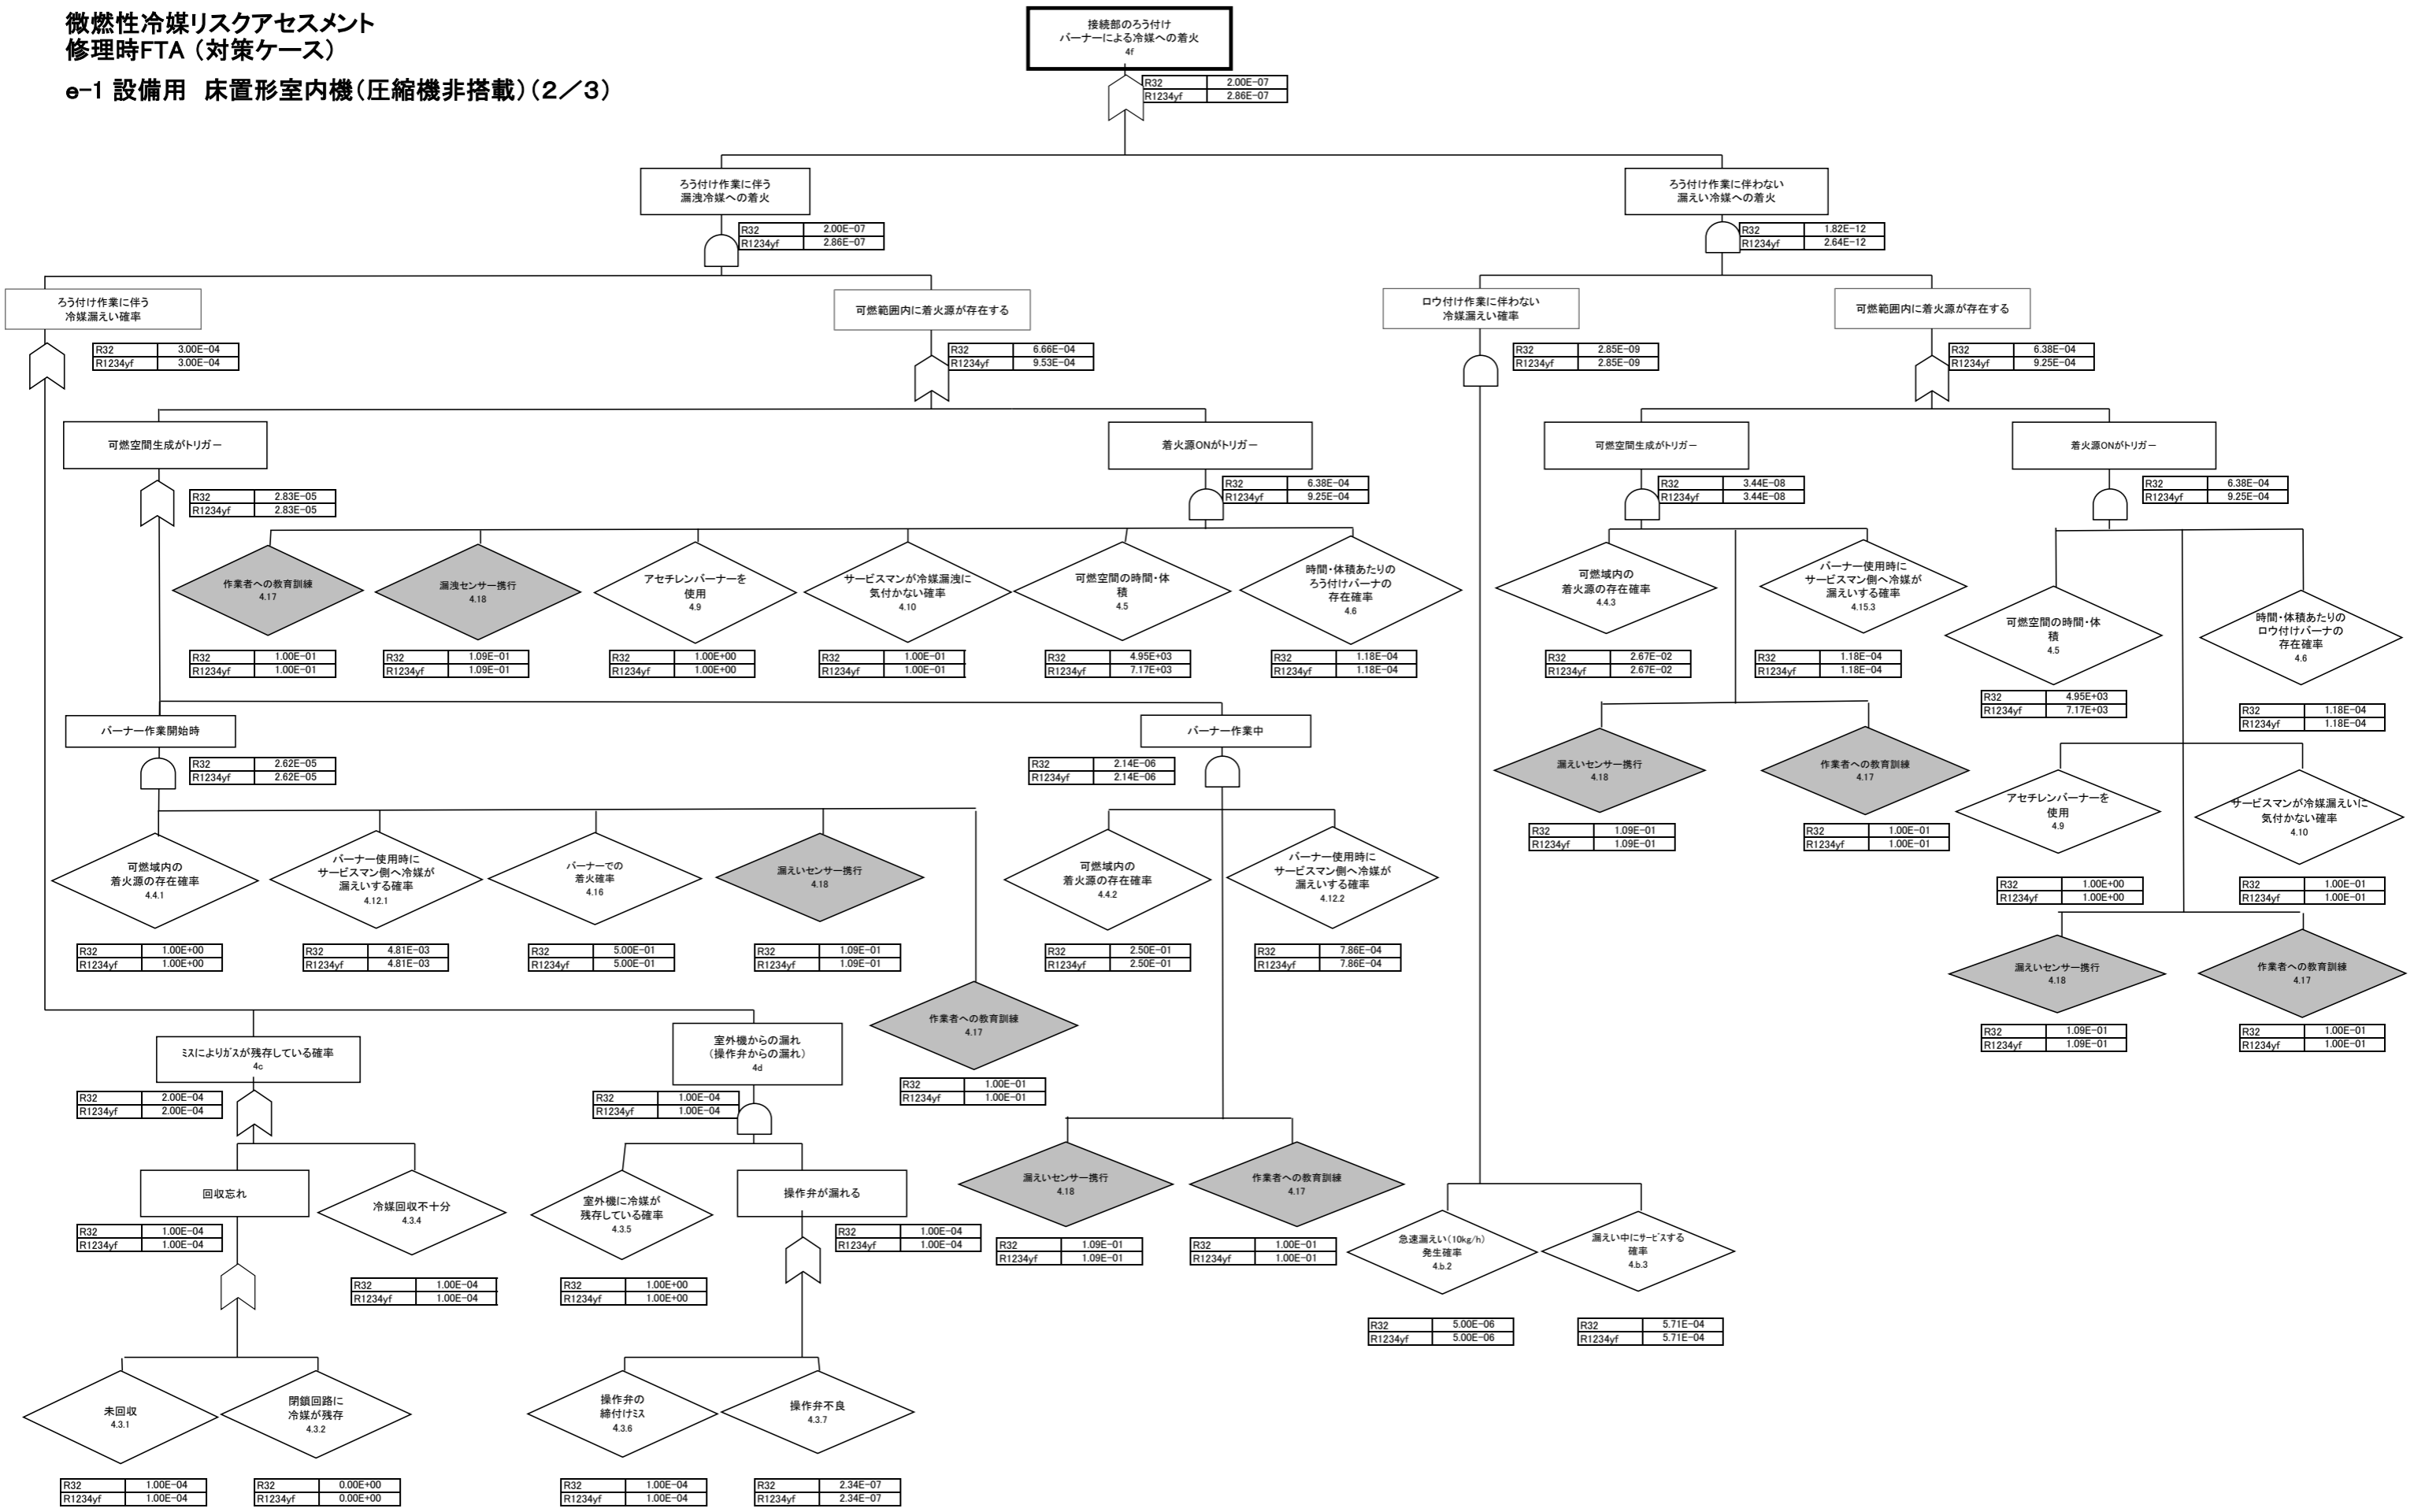 微燃性冷媒リスクアセスメント
修理時FTA（対策ケース）
e-1 設備用　床置形室内機（圧縮機非搭載）（2／3）
接続部のろう付け
バーナーによる冷媒への着火
4f
R32 2.00E-07
R1234yf 2.86E-07
ろう付け作業に伴う
漏洩冷媒への着火
R32 2.00E-07
R1234yf 2.86E-07
ろう付け作業に伴わない
漏えい冷媒への着火
R32 1.82E-12
R1234yf 2.64E-12
ろう付け作業に伴う
冷媒漏えい確率
R32 3.00E-04
R1234yf 3.00E-04
可燃範囲内に着火源が存在する
R32 6.66E-04
R1234yf 9.53E-04
ロウ付け作業に伴わない
冷媒漏えい確率
R32 2.85E-09
R1234yf 2.85E-09
可燃範囲内に着火源が存在する
R32 6.38E-04
R1234yf 9.25E-04
可燃空間生成がトリガー
R32 2.83E-05
R1234yf 2.83E-05
着火源ONがトリガー
R32 6.38E-04
R1234yf 9.25E-04
可燃空間生成がトリガー
R32 3.44E-08
R1234yf 3.44E-08
着火源ONがトリガー
R32 6.38E-04
R1234yf 9.25E-04
作業者への教育訓練
4.17
R32 1.00E-01
R1234yf 1.00E-01
漏洩センサー携行
4.18
R32 1.09E-01
R1234yf 1.09E-01
アセチレンバーナーを
使用
4.9
R32 1.00E+00
R1234yf 1.00E+00
サービスマンが冷媒漏洩に
気付かない確率
4.10
R32 1.00E-01
R1234yf 1.00E-01
可燃空間の時間・体
積
4.5
R32 4.95E+03
R1234yf 7.17E+03
時間・体積あたりの
ろう付けバーナの
存在確率
4.6
R32 1.18E-04
R1234yf 1.18E-04
可燃域内の
着火源の存在確率
4.4.3
R32 2.67E-02
R1234yf 2.67E-02
バーナー使用時に
サービスマン側へ冷媒が
漏えいする確率
4.15.3
R32 1.18E-04
R1234yf 1.18E-04
可燃空間の時間・体
積
4.5
R32 4.95E+03
R1234yf 7.17E+03
時間・体積あたりの
ロウ付けバーナの
存在確率
4.6
R32 1.18E-04
R1234yf 1.18E-04
バーナー作業開始時
R32 2.62E-05
R1234yf 2.62E-05
バーナー作業中
R32 2.14E-06
R1234yf 2.14E-06
漏えいセンサー携行
4.18
R32 1.09E-01
R1234yf 1.09E-01
作業者への教育訓練
4.17
R32 1.00E-01
R1234yf 1.00E-01
アセチレンバーナーを
使用
4.9
R32 1.00E+00
R1234yf 1.00E+00
サービスマンが冷媒漏えいに
気付かない確率
4.10
R32 1.00E-01
R1234yf 1.00E-01
可燃域内の
着火源の存在確率
4.4.1
R32 1.00E+00
R1234yf 1.00E+00
バーナー使用時に
サービスマン側へ冷媒が
漏えいする確率
4.12.1
R32 4.81E-03
R1234yf 4.81E-03
バーナーでの
着火確率
4.16
R32 5.00E-01
R1234yf 5.00E-01
漏えいセンサー携行
4.18
R32 1.09E-01
R1234yf 1.09E-01
可燃域内の
着火源の存在確率
4.4.2
R32 2.50E-01
R1234yf 2.50E-01
バーナー使用時に
サービスマン側へ冷媒が
漏えいする確率
4.12.2
R32 7.86E-04
R1234yf 7.86E-04
漏えいセンサー携行
4.18
R32 1.09E-01
R1234yf 1.09E-01
作業者への教育訓練
4.17
R32 1.00E-01
R1234yf 1.00E-01
作業者への教育訓練
4.17
R32 1.00E-01
R1234yf 1.00E-01
ﾐｽによりｶﾞｽが残存している確率
4c
R32 2.00E-04
R1234yf 2.00E-04
室外機からの漏れ
（操作弁からの漏れ）
4d
R32 1.00E-04
R1234yf 1.00E-04
回収忘れ
R32 1.00E-04
R1234yf 1.00E-04
冷媒回収不十分
4.3.4
R32 1.00E-04
R1234yf 1.00E-04
室外機に冷媒が
残存している確率
4.3.5
R32 1.00E+00
R1234yf 1.00E+00
操作弁が漏れる
R32 1.00E-04
R1234yf 1.00E-04
漏えいセンサー携行
4.18
R32 1.09E-01
R1234yf 1.09E-01
作業者への教育訓練
4.17
R32 1.00E-01
R1234yf 1.00E-01
急速漏えい（10kg/h）
発生確率
4.b.2
R32 5.00E-06
R1234yf 5.00E-06
漏えい中にｻｰﾋﾞｽする
確率
4.b.3
R32 5.71E-04
R1234yf 5.71E-04
未回収
4.3.1
R32 1.00E-04
R1234yf 1.00E-04
閉鎖回路に
冷媒が残存
4.3.2
R32 0.00E+00
R1234yf 0.00E+00
操作弁の
締付けﾐｽ
4.3.6
R32 1.00E-04
R1234yf 1.00E-04
操作弁不良
4.3.7
R32 2.34E-07
R1234yf 2.34E-07